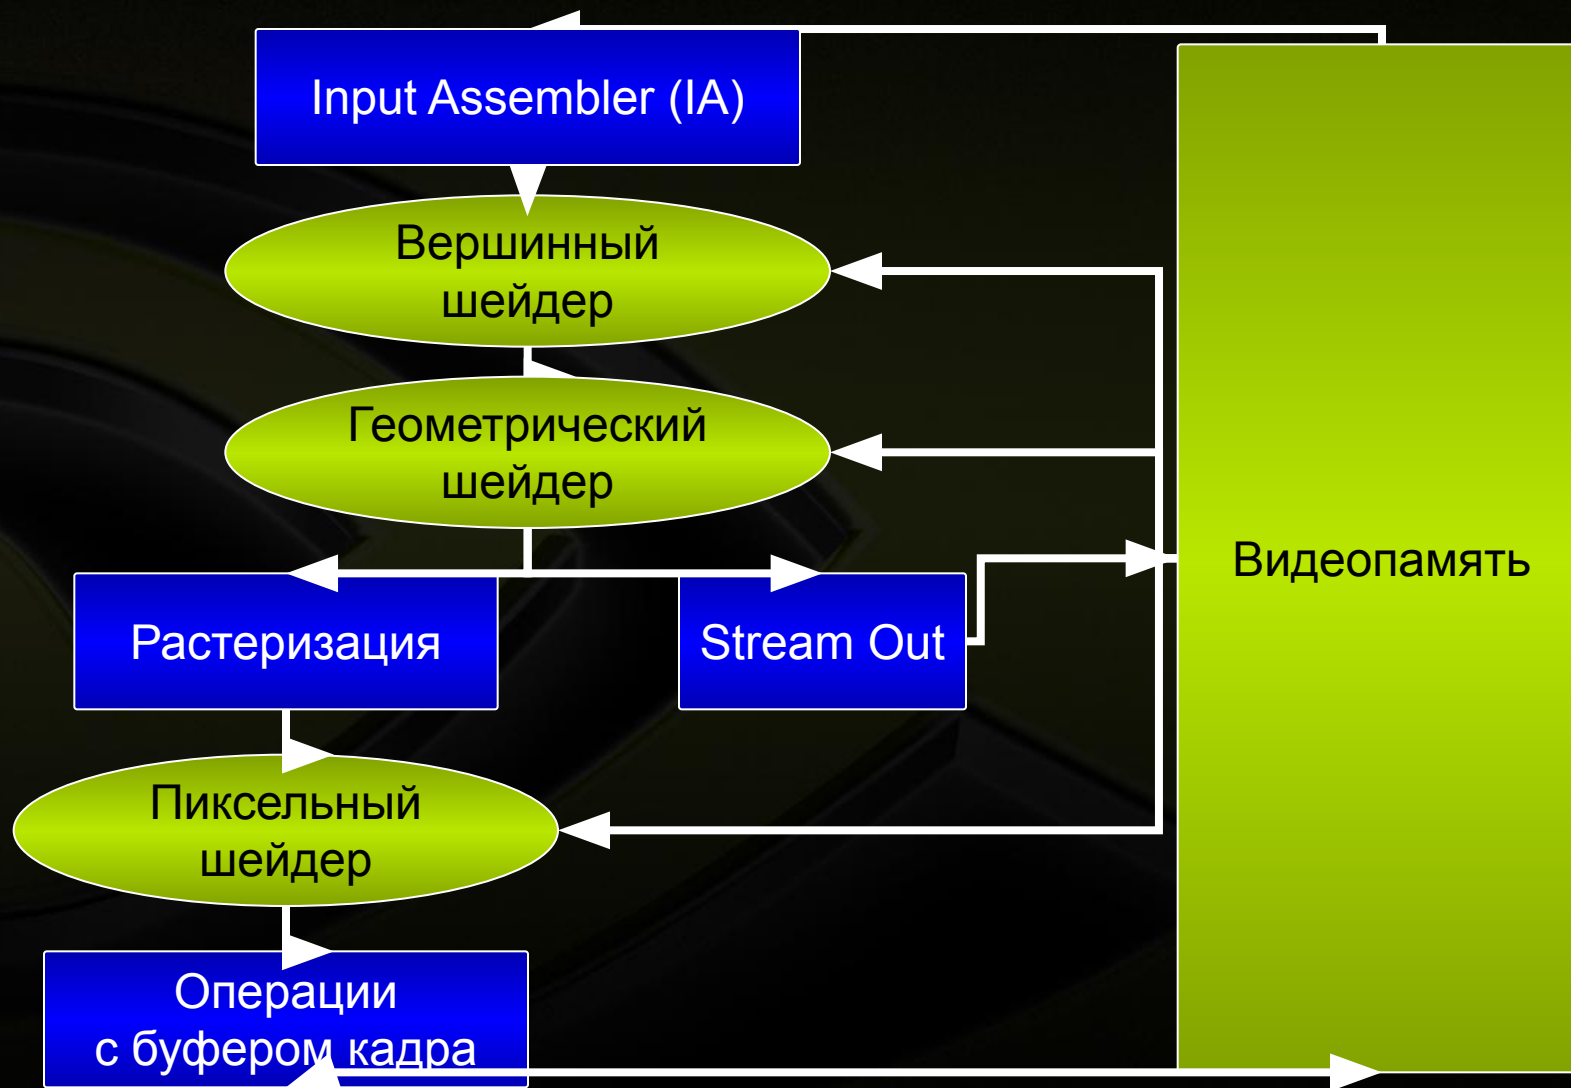 Input Assembler (IA)
Вершинный
шейдер
Геометрический
шейдер
Видеопамять
Растеризация
Stream Out
Пиксельный
шейдер
Операции
с буфером кадра